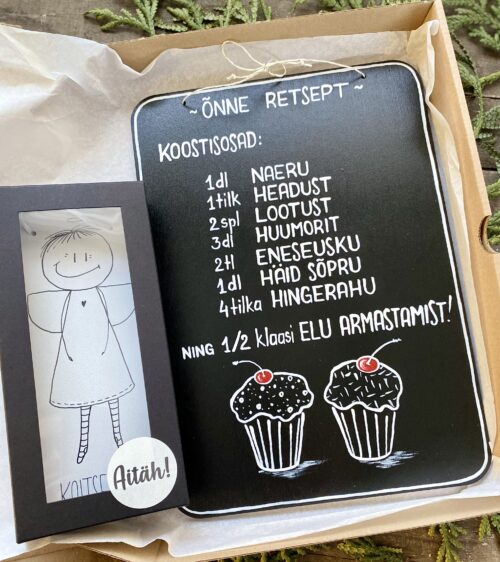 ~ ÕNNE RETSEPT ~
KOOSTISOSAD:
1dl NAERU
1tilk HEADUST
2spl LOOTUST
3dl HUUMORIT
2tl ENESEUSKU
1dl HÄID SÕPRU
4tilka HINGERAHU
NING 1/2 klaasi ELU ARMASTAMIST!
Aitäh!